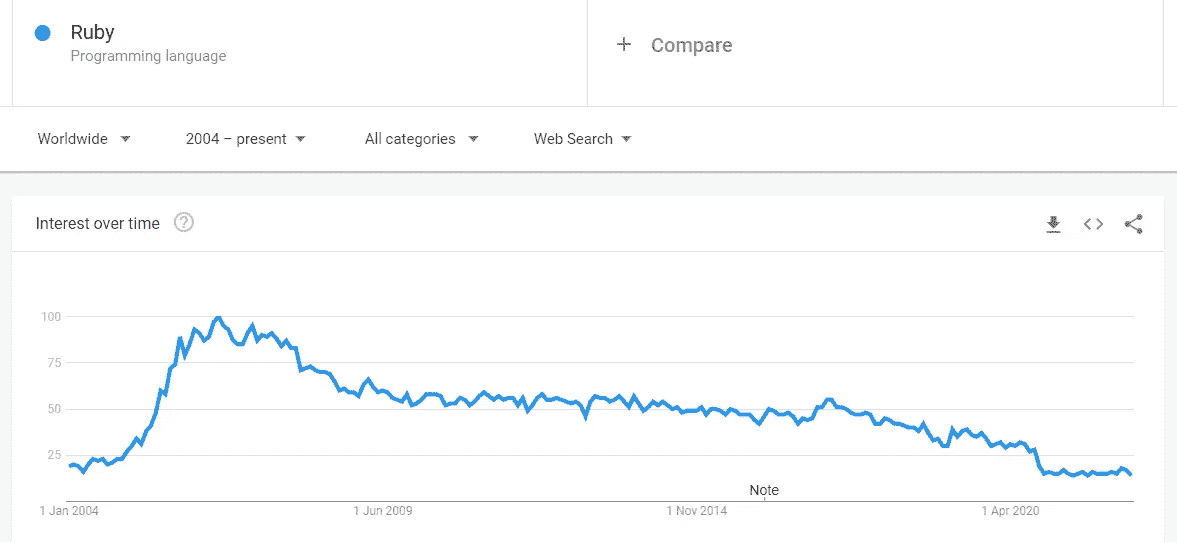 Ruby
Programming language
+ Compare
Worldwide
2004 – present
All categories
Web Search
Interest over time ?
100
75
50
25
Note
1 Jan 2004
1 Jun 2009
1 Nov 2014
1 Apr 2020